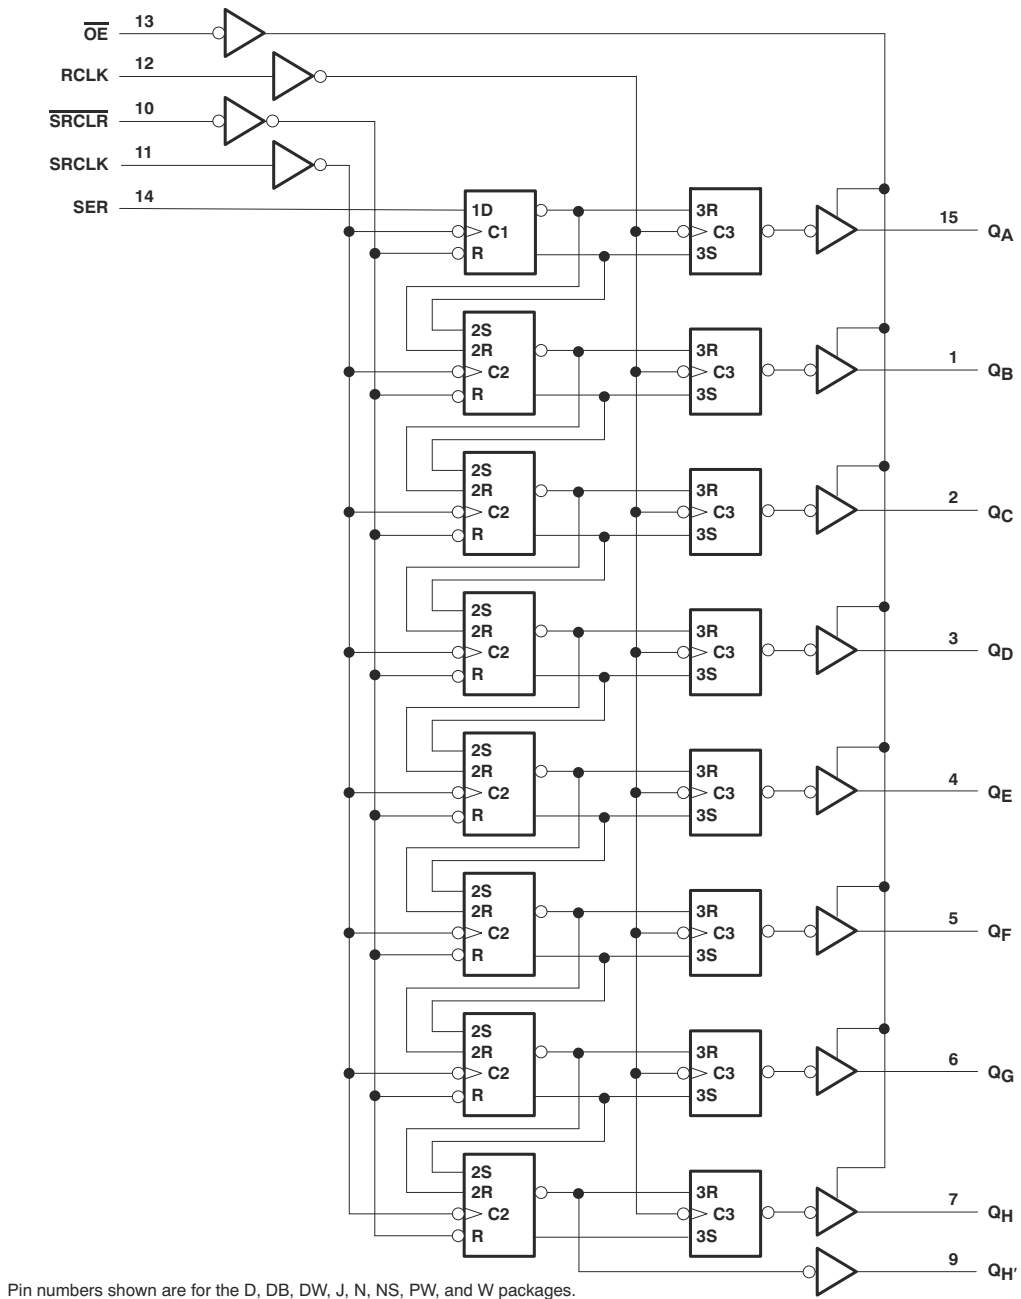 OE 13
RCLK 12
SRCLR 10
SRCLK 11
SER 14
1D
C1
R
3R
C3
3S
15 QA
2S
2R
C2
R
3R
C3
3S
1 QB
2S
2R
C2
R
3R
C3
3S
2 QC
2S
2R
C2
R
3R
C3
3S
3 QD
2S
2R
C2
R
3R
C3
3S
4 QE
2S
2R
C2
R
3R
C3
3S
5 QF
2S
2R
C2
R
3R
C3
3S
6 QG
2S
2R
C2
R
3R
C3
3S
7 QH
9 QH′
Pin numbers shown are for the D, DB, DW, J, N, NS, PW, and W packages.